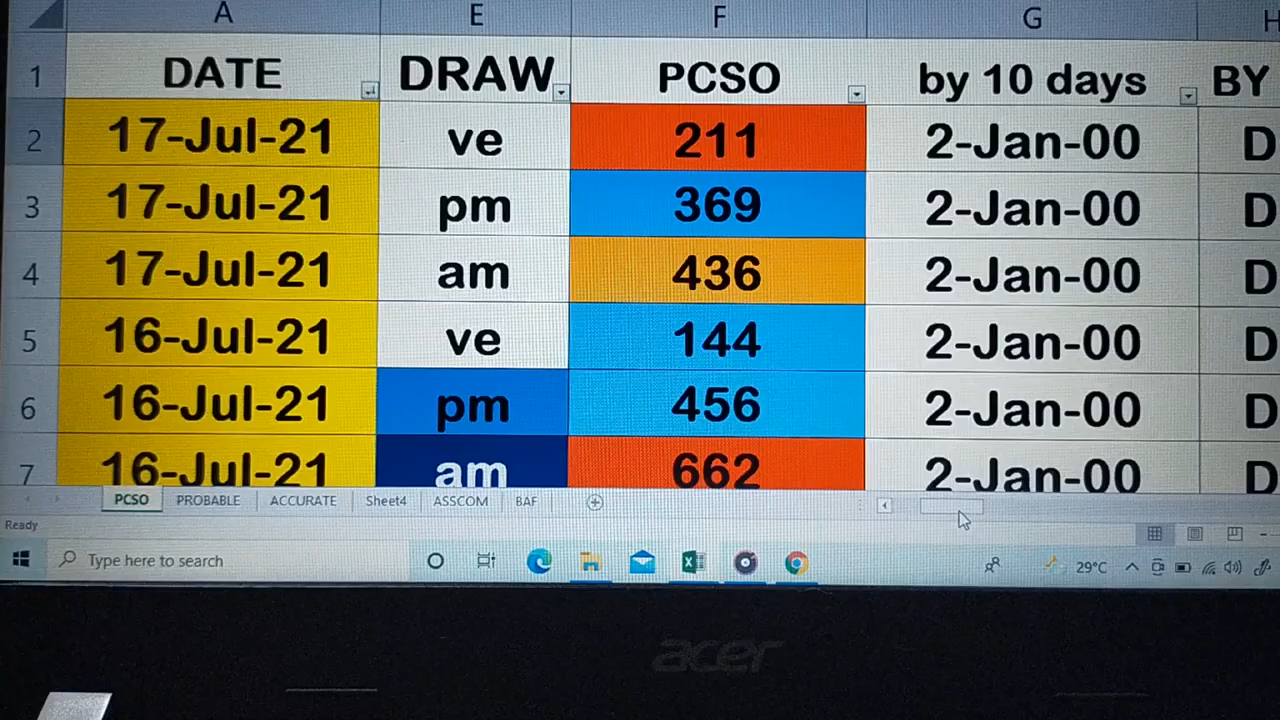 A E F G H
1 DATE DRAW PCSO by 10 days BY
2 17-Jul-21 ve 211 2-Jan-00 D
3 17-Jul-21 pm 369 2-Jan-00 D
4 17-Jul-21 am 436 2-Jan-00 D
5 16-Jul-21 ve 144 2-Jan-00 D
6 16-Jul-21 pm 456 2-Jan-00 D
7 16-Jul-21 am 662 2-Jan-00 D
PCSO PROBABLE ACCURATE Sheet4 ASSCOM BAF
Ready
Type here to search 29°C
acer